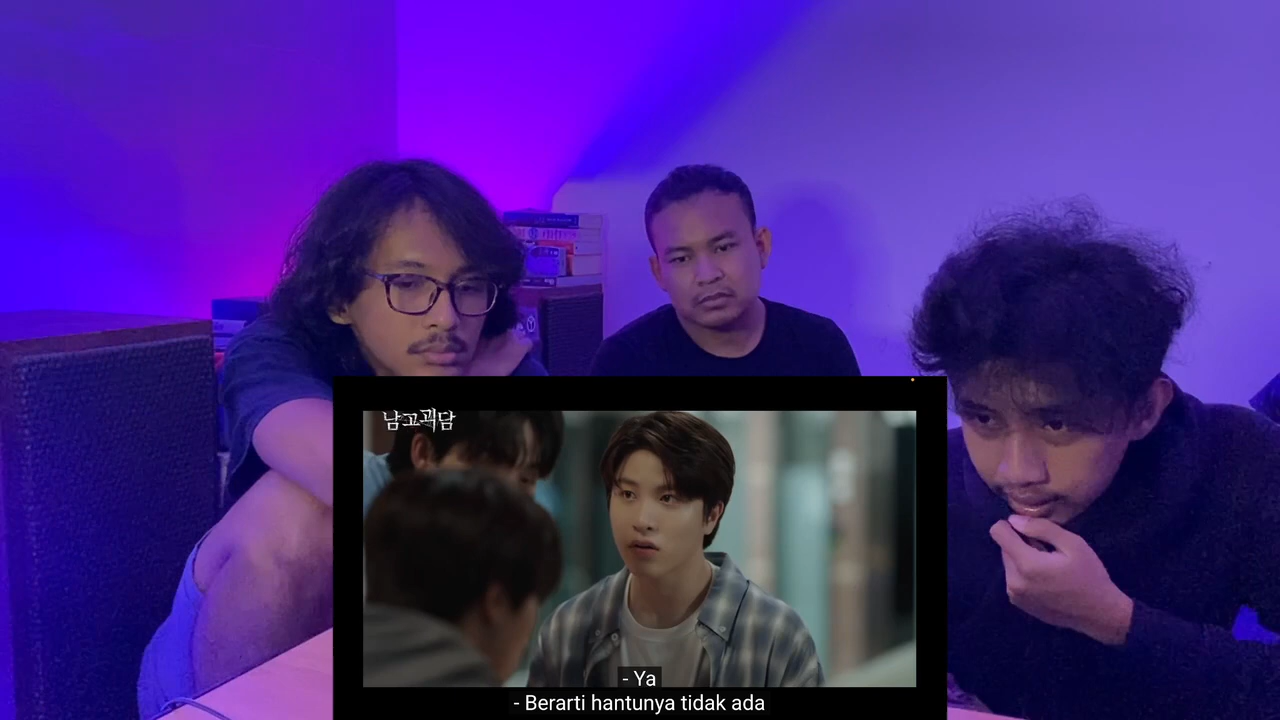 남고괴담
- Ya
- Berarti hantunya tidak ada